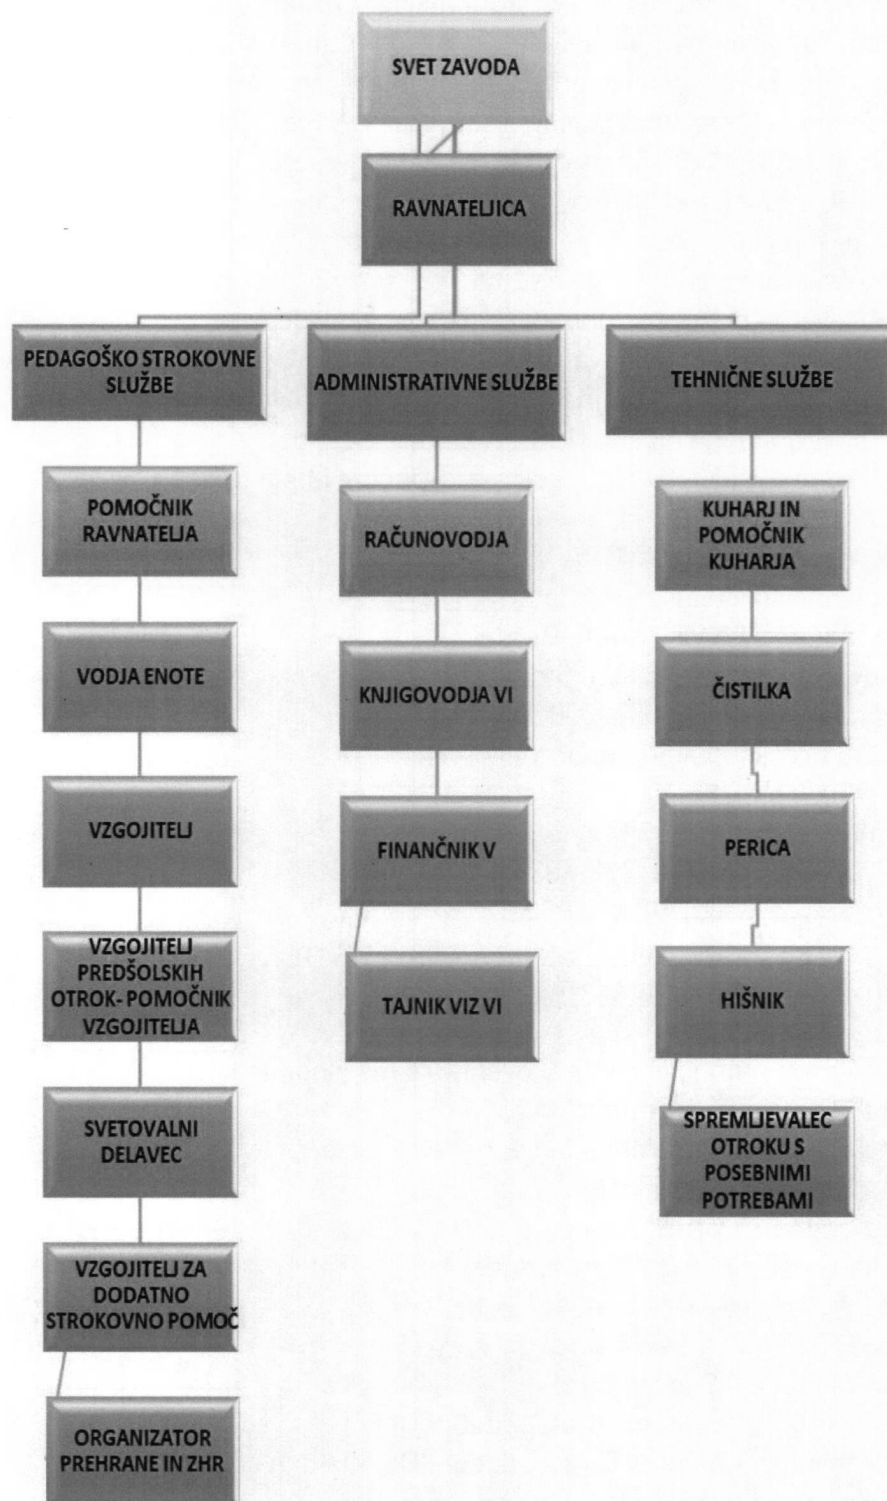 SVET ZAVODA
RAVNATELJICA
PEDAGOŠKO STROKOVNE
SLUŽBE
ADMINISTRATIVNE SLUŽBE
TEHNIČNE SLUŽBE
POMOČNIK
RAVNATELJA
VODJA ENOTE
VZGOJITELJ
VZGOJITELJ
PREDŠOLSKIH
OTROK- POMOČNIK
VZGOJITELJA
SVETOVALNI
DELAVEC
VZGOJITELJ ZA
DODATNO
STROKOVNO POMOČ
ORGANIZATOR
PREHRANE IN ZHR
RAČUNOVODJA
KNJIGOVODJA VI
FINANČNIK V
TAJNIK VIZ VI
KUHARJ IN
POMOČNIK
KUHARJA
ČISTILKA
PERICA
HIŠNIK
SPREMLJEVALEC
OTROKU S
POSEBNIMI
POTREBAMI